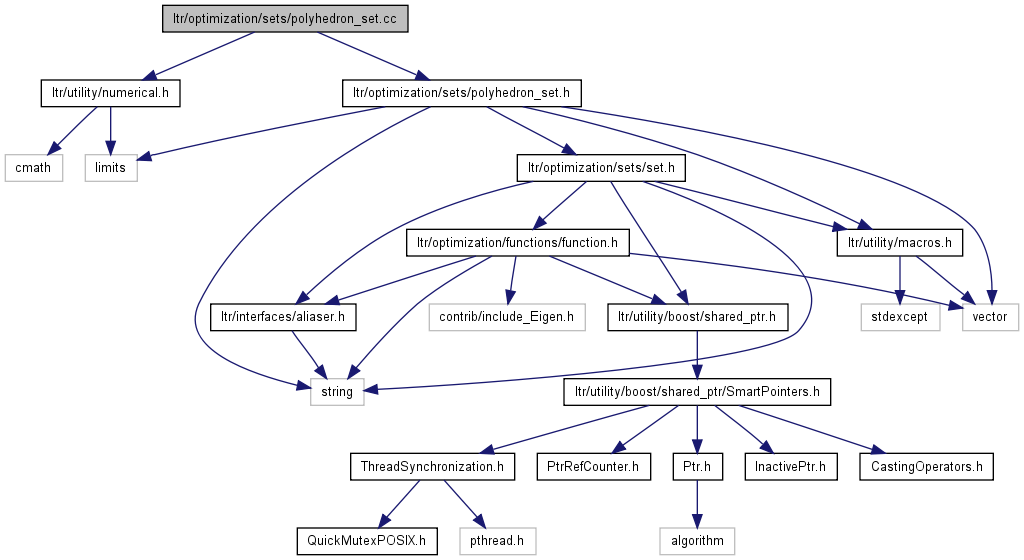 ltr/optimization/sets/polyhedron_set.cc
ltr/utility/numerical.h
ltr/optimization/sets/polyhedron_set.h
cmath
limits
ltr/optimization/sets/set.h
ltr/optimization/functions/function.h
ltr/utility/macros.h
ltr/interfaces/aliaser.h
contrib/include_Eigen.h
ltr/utility/boost/shared_ptr.h
stdexcept
vector
string
ltr/utility/boost/shared_ptr/SmartPointers.h
ThreadSynchronization.h
PtrRefCounter.h
Ptr.h
InactivePtr.h
CastingOperators.h
QuickMutexPOSIX.h
pthread.h
algorithm